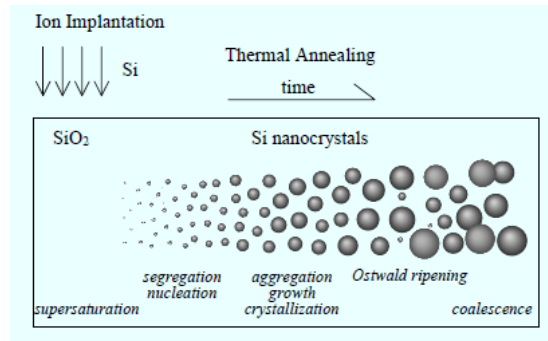 Ion Implantation
Si
Thermal Annealing
time
SiO₂
Si nanocrystals
segregation
nucleation
aggregation
growth
crystallization
Ostwald ripening
supersaturation
coalescence